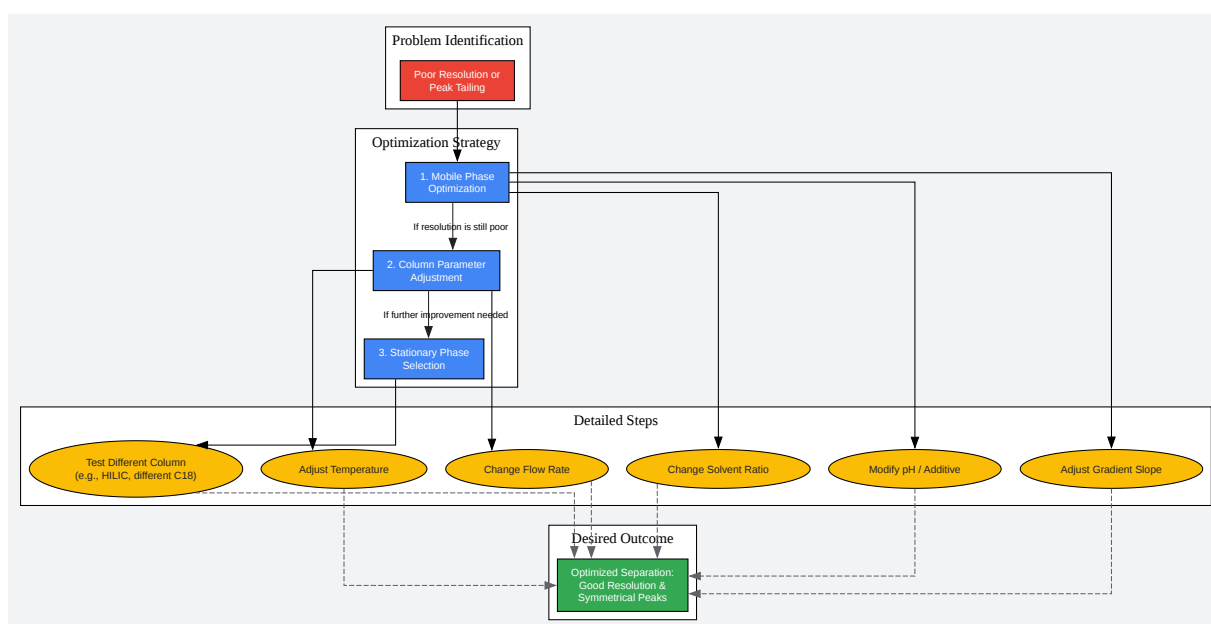 Problem Identification
Poor Resolution or
Peak Tailing
Optimization Strategy
1. Mobile Phase
Optimization
If resolution is still poor
2. Column Parameter
Adjustment
If further improvement needed
3. Stationary Phase
Selection
Detailed Steps
Test Different Column
(e.g., HILIC, different C18)
Adjust Temperature
Change Flow Rate
Change Solvent Ratio
Modify pH / Additive
Adjust Gradient Slope
Desired Outcome
Optimized Separation:
Good Resolution &
Symmetrical Peaks